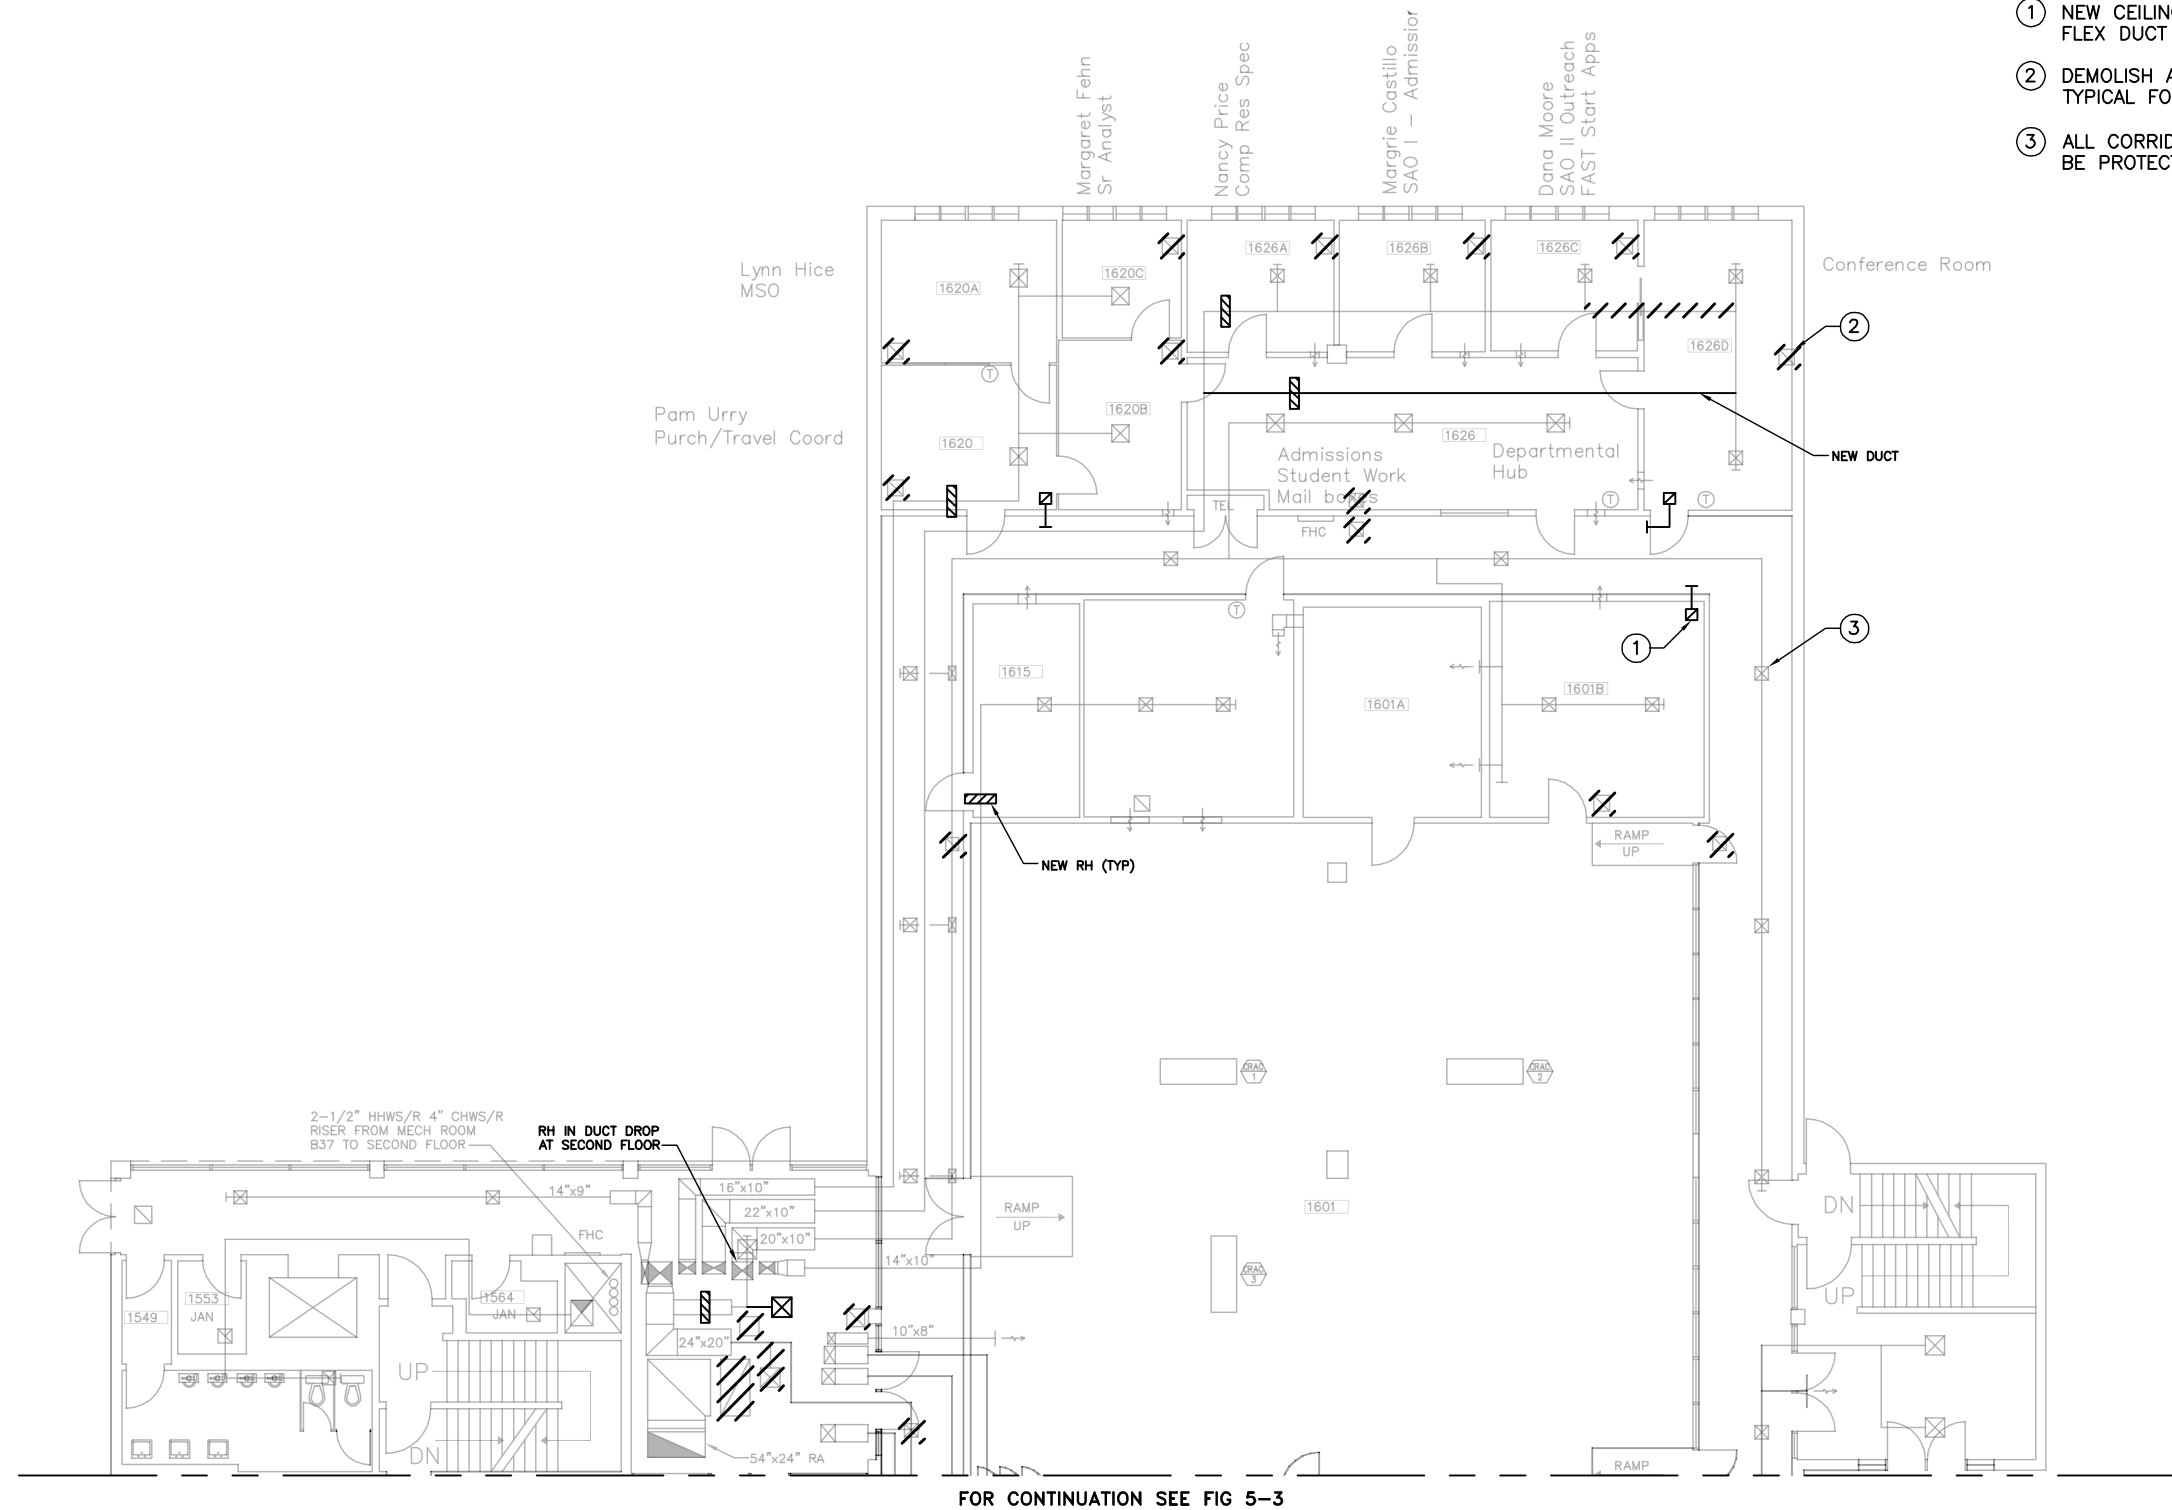 1 NEW CEILING
FLEX DUCT
2 DEMOLISH A
TYPICAL FO
3 ALL CORRID
BE PROTECT
Margaret Fehn
Sr Analyst
Nancy Price
Comp Res Spec
Margrie Castillo
SAO I - Admission
Dana Moore
SAO II Outreach
FAST Start Apps
Lynn Hice
MSO
1620A
1620C
1626A
1626B
1626C
Conference Room
2
1626D
T
Pam Urry
Purch/Travel Coord
1620
1620B
1626
Admissions
Student Work
Mail boxes
Departmental
Hub
NEW DUCT
TEL
FHC
T
T
T
1615
1601A
1601B
1
3
NEW RH (TYP)
RAMP
UP
CRAC
1
CRAC
2
2-1/2" HHWS/R 4" CHWS/R
RISER FROM MECH ROOM
B37 TO SECOND FLOOR
RH IN DUCT DROP
AT SECOND FLOOR
14"x9"
16"x10"
22"x10"
20"x10"
14"x10"
FHC
RAMP
UP
1601
CRAC
3
DN
UP
1549
1553
JAN
1564
JAN
24"x20"
10"x8"
UP
DN
54"x24" RA
RAMP
FOR CONTINUATION SEE FIG 5-3